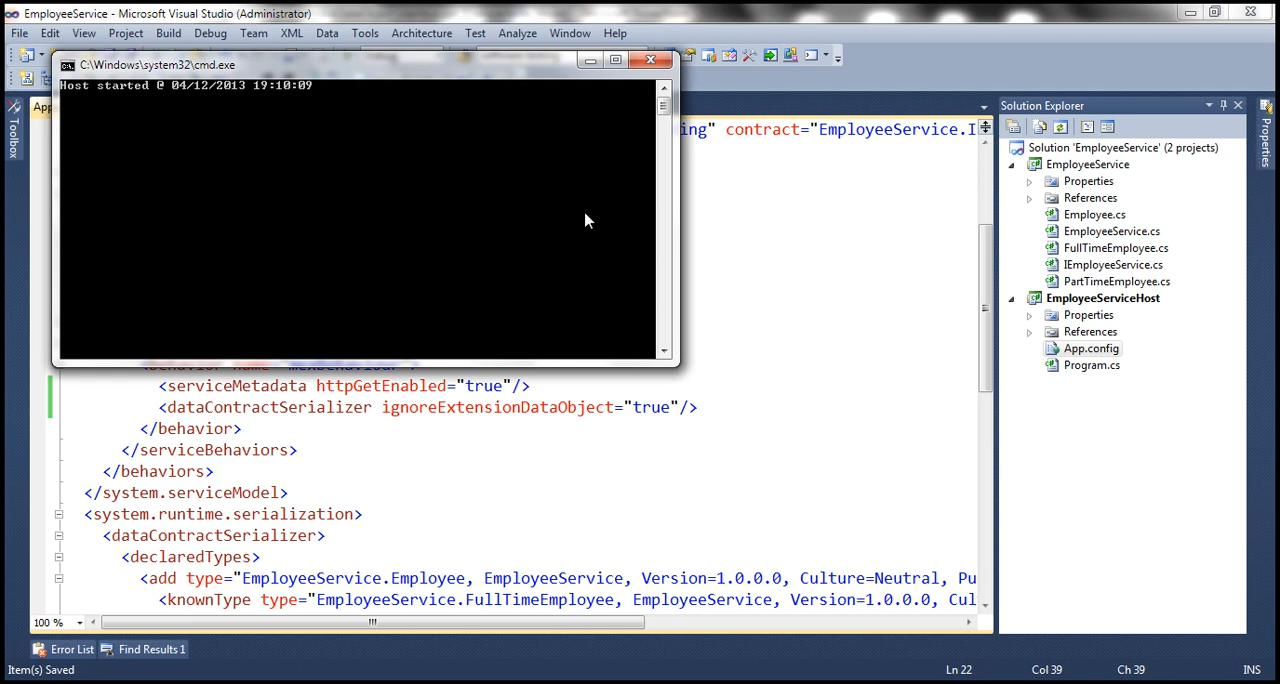 EmployeeService - Microsoft Visual Studio (Administrator)
File Edit View Project Build Debug Team XML Data Tools Architecture Test Analyze Window Help
C:\Windows\system32\cmd.exe
Host started @ 04/12/2013 19:10:09
Toolbox
App
ing" contract="EmployeeService.I
<serviceMetadata httpGetEnabled="true"/>
<dataContractSerializer ignoreExtensionDataObject="true"/>
</behavior>
</serviceBehaviors>
</behaviors>
</system.serviceModel>
<system.runtime.serialization>
<dataContractSerializer>
<declaredTypes>
<add type="EmployeeService.Employee, EmployeeService, Version=1.0.0.0, Culture=Neutral, Pu
<knownType type="EmployeeService.FullTimeEmployee, EmployeeService, Version=1.0.0.0, Cul
100 %
Solution Explorer
Solution 'EmployeeService' (2 projects)
EmployeeService
Properties
References
Employee.cs
EmployeeService.cs
FullTimeEmployee.cs
IEmployeeService.cs
PartTimeEmployee.cs
EmployeeServiceHost
Properties
References
App.config
Program.cs
Properties
Error List Find Results 1
Item(s) Saved Ln 22 Col 39 Ch 39 INS